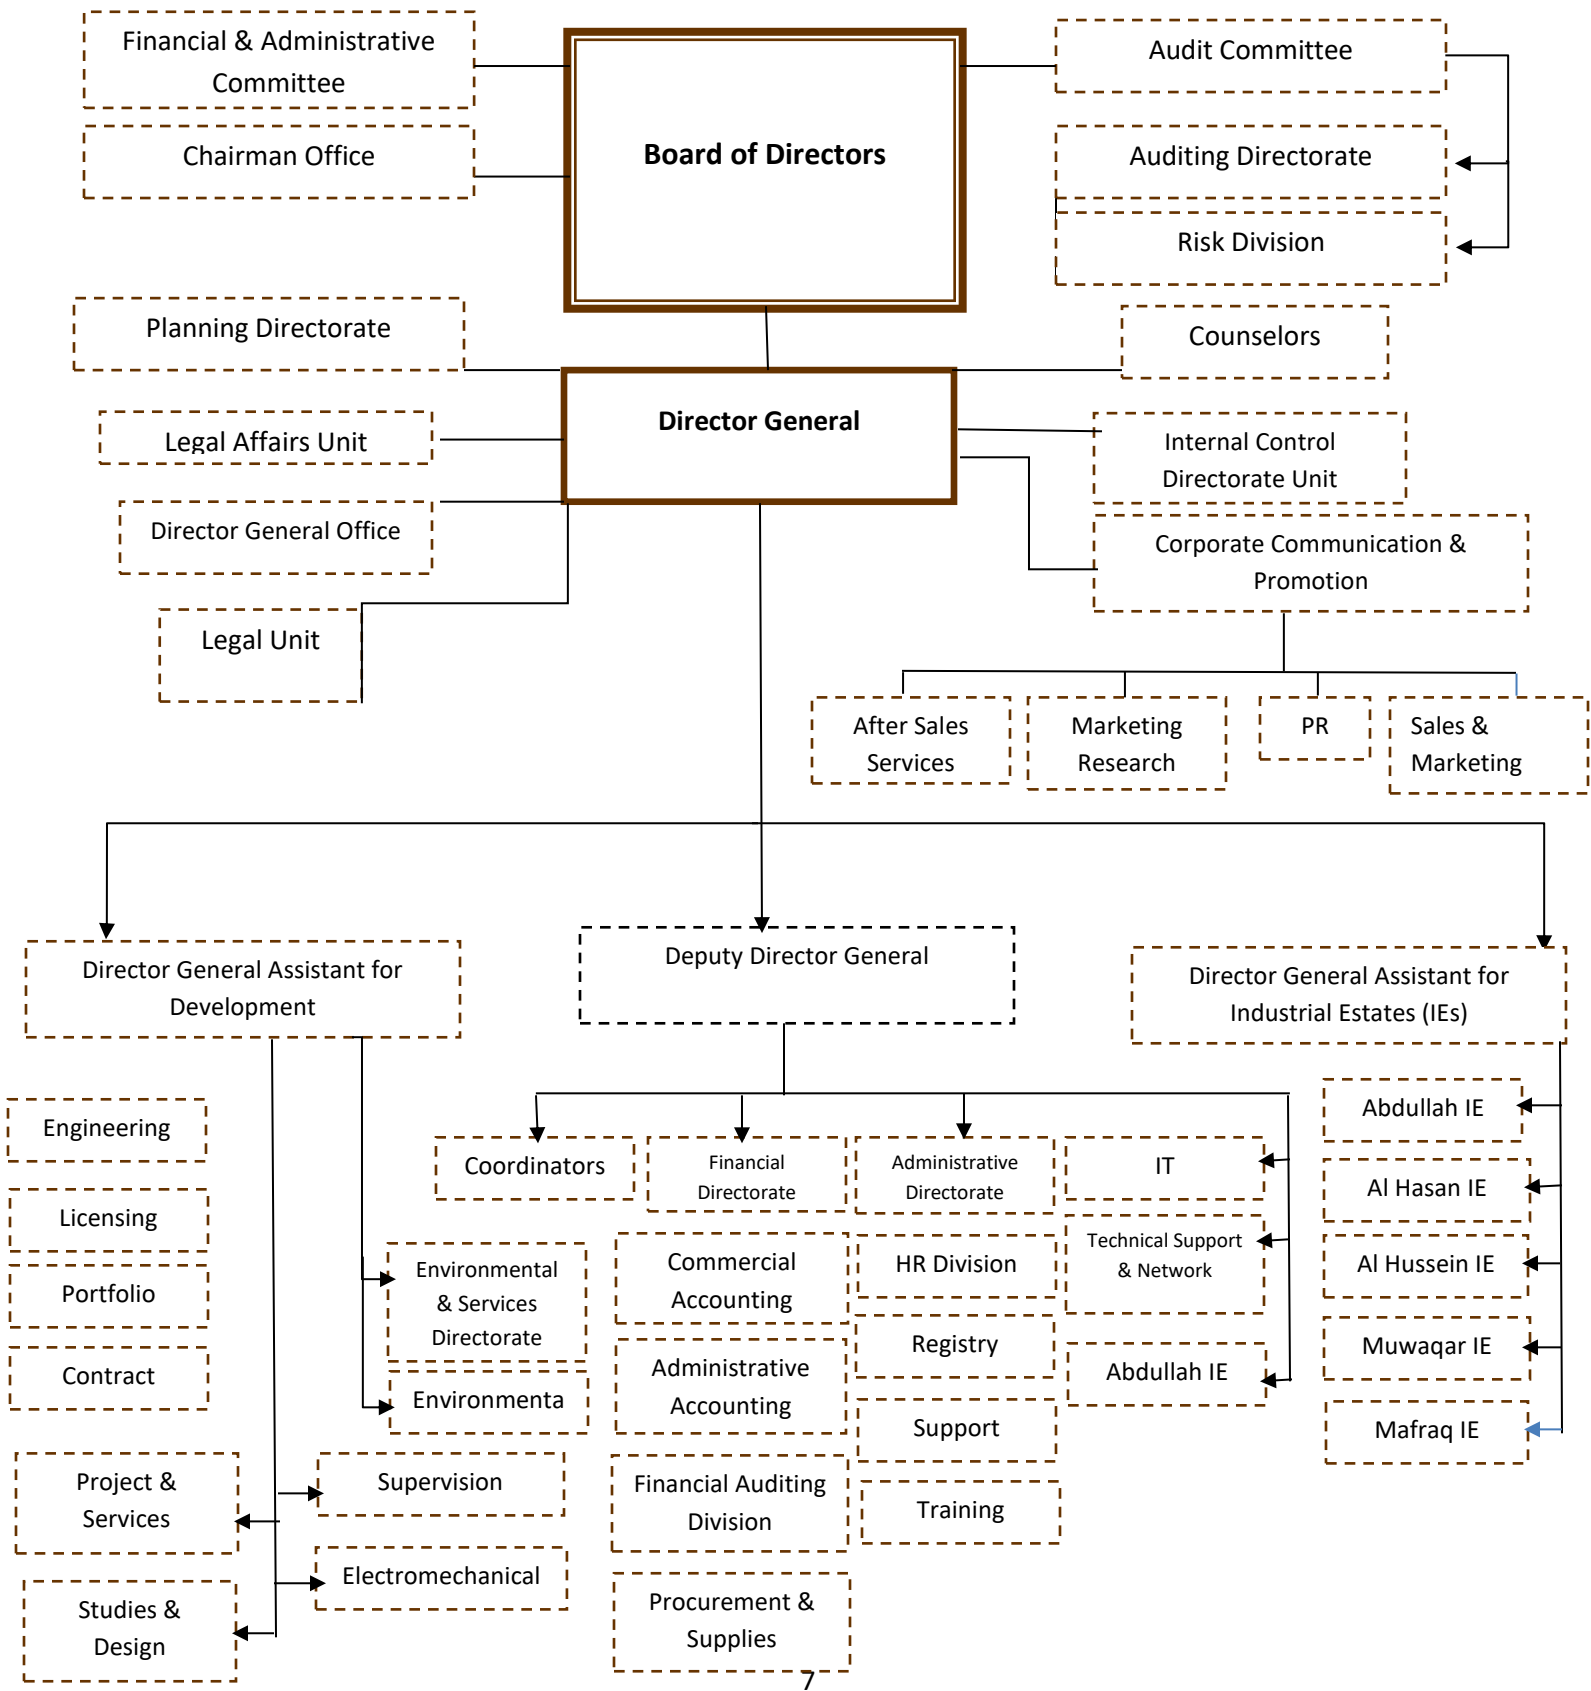 Financial & Administrative
Committee
Chairman Office
Board of Directors
Audit Committee
Auditing Directorate
Risk Division
Planning Directorate
Legal Affairs Unit
Director General Office
Legal Unit
Director General
Counselors
Internal Control
Directorate Unit
Corporate Communication &
Promotion
After Sales
Services
Marketing
Research
PR
Sales &
Marketing
Director General Assistant for
Development
Deputy Director General
Director General Assistant for
Industrial Estates (IEs)
Engineering
Licensing
Portfolio
Contract
Project &
Services
Studies &
Design
Environmental
& Services
Directorate
Environmenta
Supervision
Electromechanical
Coordinators
Financial
Directorate
Commercial
Accounting
Administrative
Accounting
Financial Auditing
Division
Procurement &
Supplies
Administrative
Directorate
HR Division
Registry
Support
Training
IT
Technical Support
& Network
Abdullah IE
Abdullah IE
Al Hasan IE
Al Hussein IE
Muwaqar IE
Mafraq IE
7